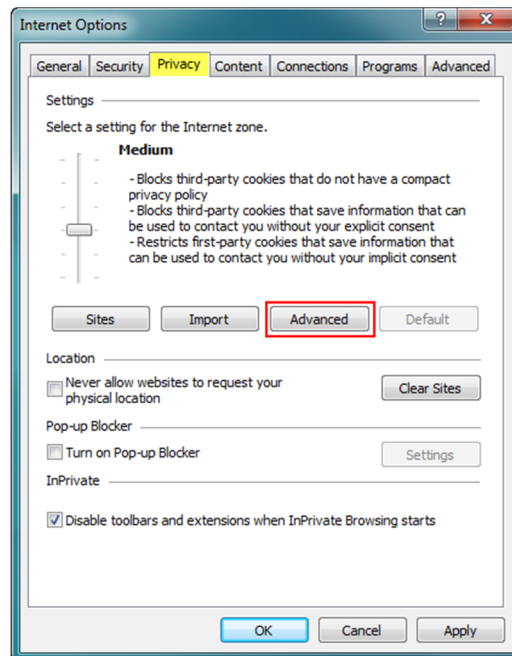 Internet Options
General Security Privacy Content Connections Programs Advanced
Settings
Select a setting for the Internet zone.
Medium
- Blocks third-party cookies that do not have a compact
privacy policy
- Blocks third-party cookies that save information that can
be used to contact you without your explicit consent
- Restricts first-party cookies that save information that
can be used to contact you without your implicit consent
Sites Import Advanced Default
Location
Never allow websites to request your
physical location
Clear Sites
Pop-up Blocker
Turn on Pop-up Blocker
Settings
InPrivate
Disable toolbars and extensions when InPrivate Browsing starts
OK Cancel Apply